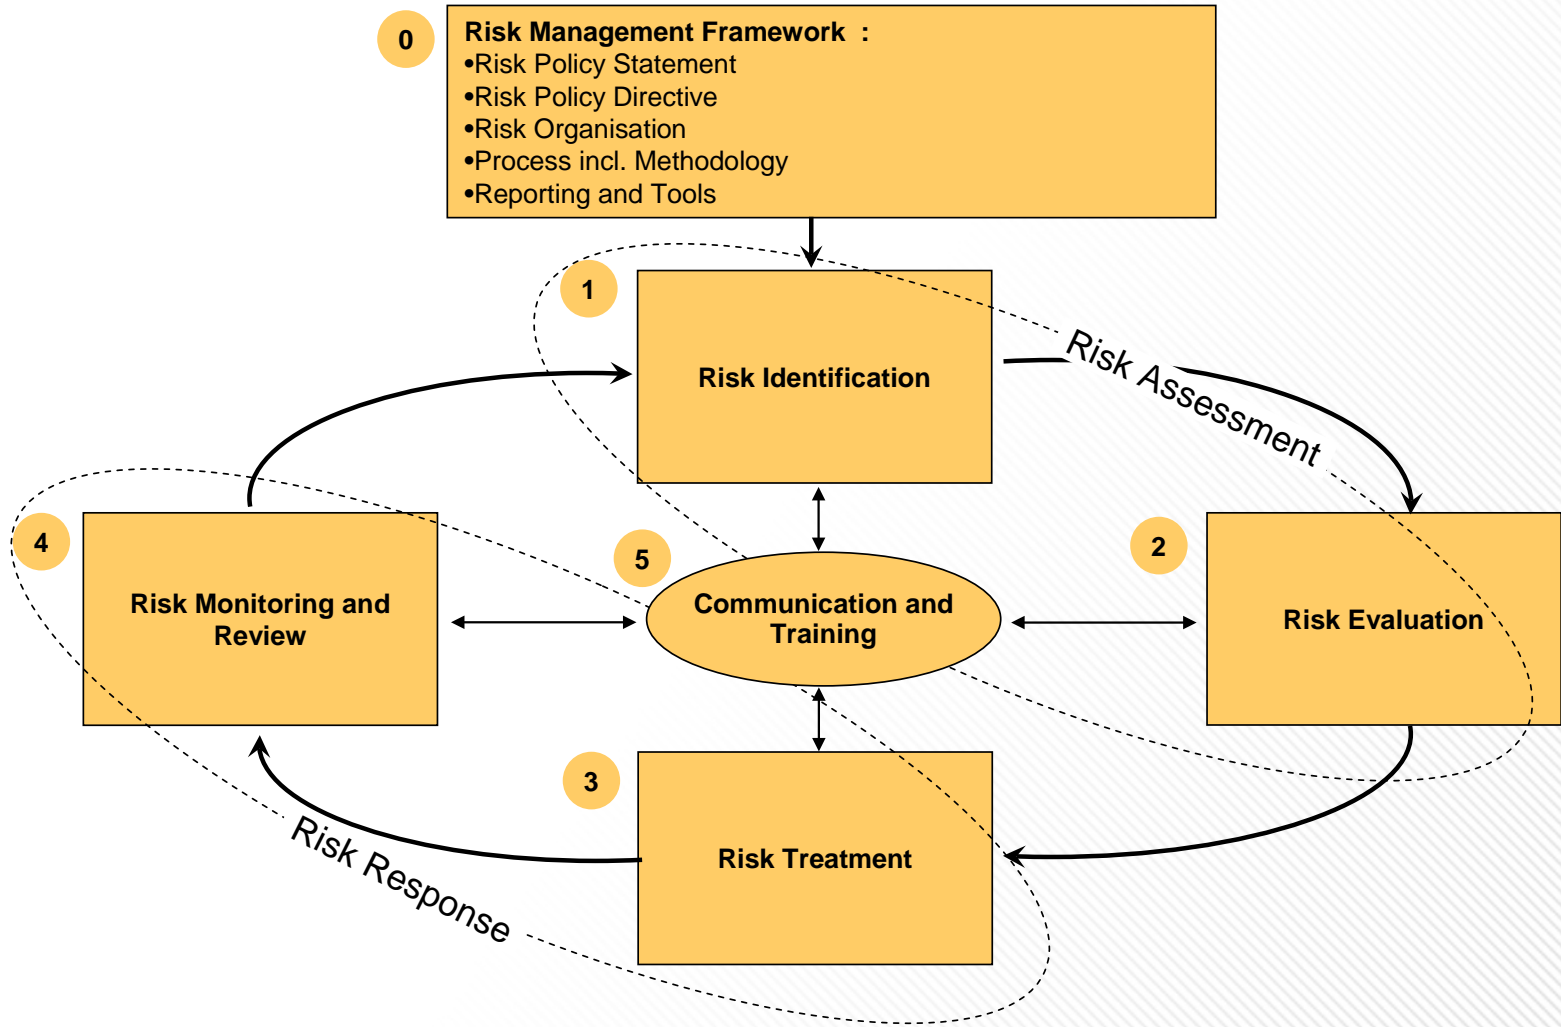 0
Risk Management Framework  :
•Risk Policy Statement
•Risk Policy Directive
•Risk Organisation
•Process incl. Methodology
•Reporting and Tools
1
Risk Identification
Risk Assessment
2
Risk Evaluation
3
Risk Treatment
Risk Response
4
Risk Monitoring and
Review
5
Communication and
Training